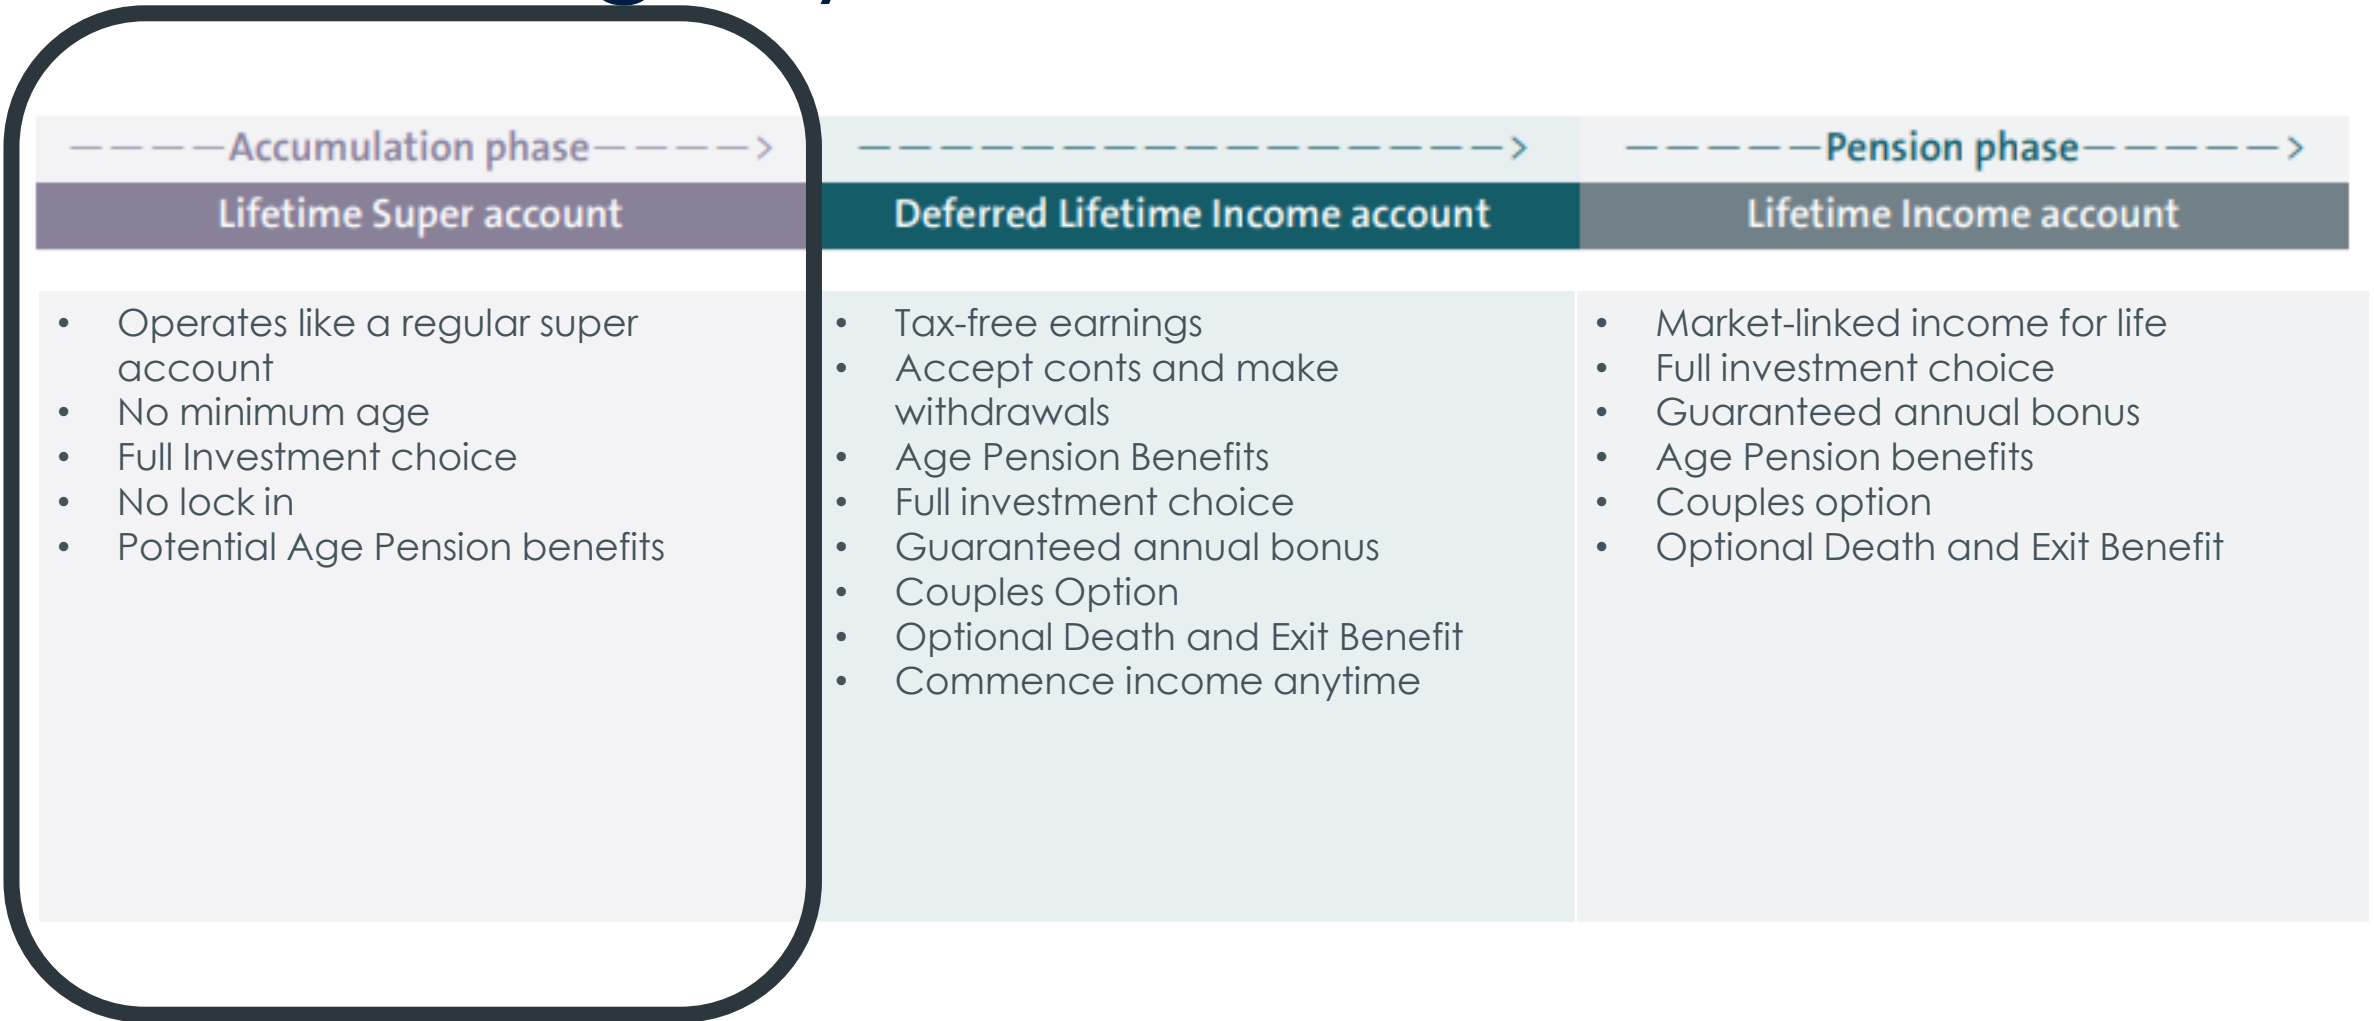 Accumulation phase
Lifetime Super account
• Operates like a regular super
account
• No minimum age
• Full Investment choice
• No lock in
• Potential Age Pension benefits
Deferred Lifetime Income account
• Tax-free earnings
• Accept conts and make
withdrawals
• Age Pension Benefits
• Full investment choice
• Guaranteed annual bonus
• Couples Option
• Optional Death and Exit Benefit
• Commence income anytime
Pension phase
Lifetime Income account
• Market-linked income for life
• Full investment choice
• Guaranteed annual bonus
• Age Pension benefits
• Couples option
• Optional Death and Exit Benefit